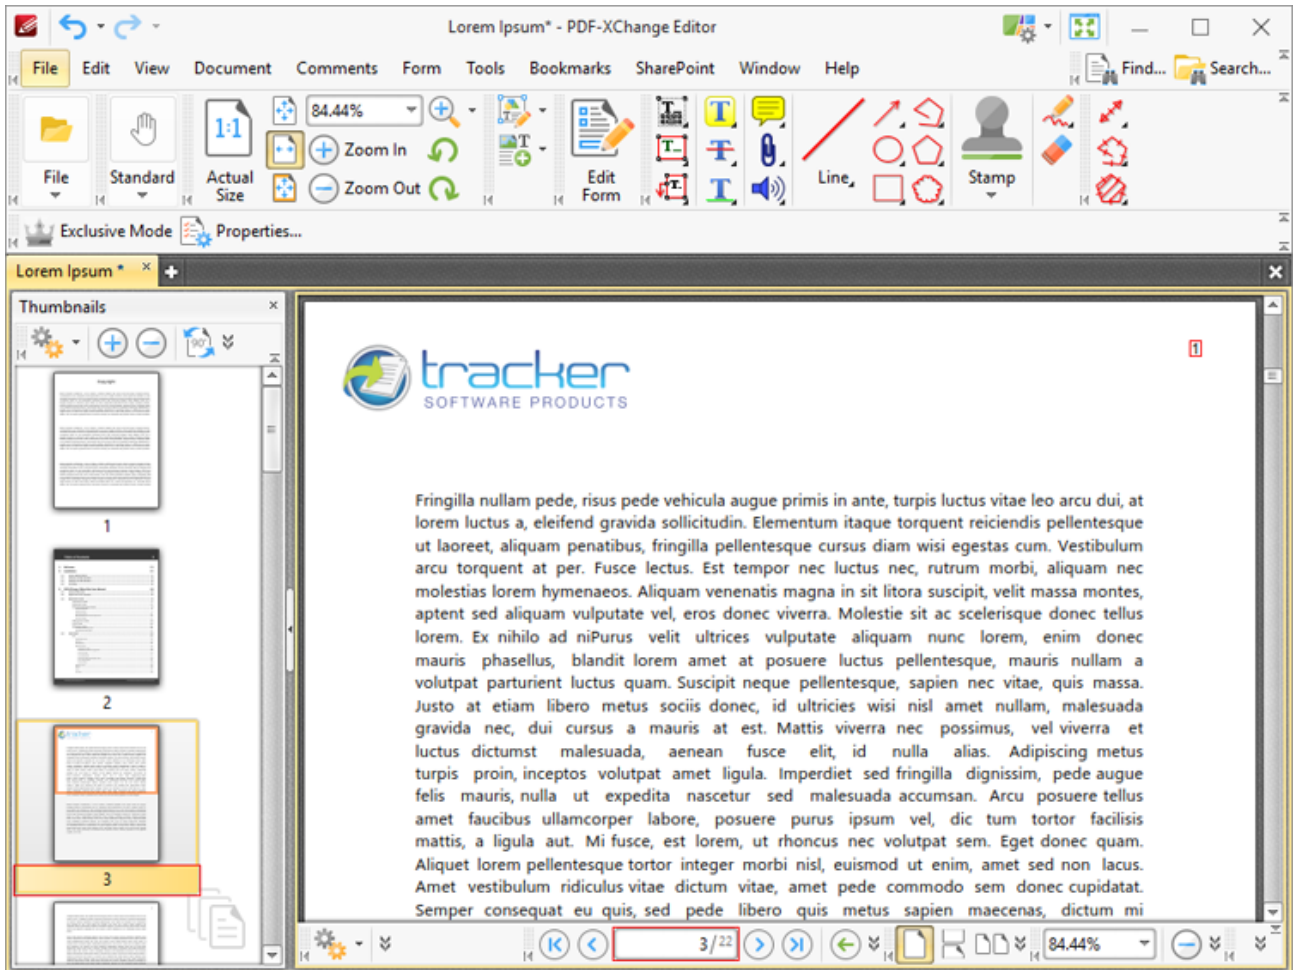 Lorem Ipsum* - PDF-XChange Editor
File Edit View Document Comments Form Tools Bookmarks SharePoint Window Help Find... Search...
84.44%
1:1
Zoom In
File Standard Actual Size Zoom Out Edit Form Line Stamp
Exclusive Mode Properties...
Lorem Ipsum *
Thumbnails
90°
1
2
3
1
tracker
SOFTWARE PRODUCTS
Fringilla nullam pede, risus pede vehicula augue primis in ante, turpis luctus vitae leo arcu dui, at
lorem luctus a, eleifend gravida sollicitudin. Elementum itaque torquent reiciendis pellentesque
ut laoreet, aliquam penatibus, fringilla pellentesque cursus diam wisi egestas cum. Vestibulum
arcu torquent at per. Fusce lectus. Est tempor nec luctus nec, rutrum morbi, aliquam nec
molestias lorem hymenaeos. Aliquam venenatis magna in sit litora suscipit, velit massa montes,
aptent sed aliquam vulputate vel, eros donec viverra. Molestie sit ac scelerisque donec tellus
lorem. Ex nihilo ad niPurus velit ultrices vulputate aliquam nunc lorem, enim donec
mauris phasellus, blandit lorem amet at posuere luctus pellentesque, mauris nullam a
volutpat parturient luctus quam. Suscipit neque pellentesque, sapien nec vitae, quis massa.
Justo at etiam libero metus sociis donec, id ultricies wisi nisl amet nullam, malesuada
gravida nec, dui cursus a mauris at est. Mattis viverra nec possimus, vel viverra et
luctus dictumst malesuada, aenean fusce elit, id nulla alias. Adipiscing metus
turpis proin, inceptos volutpat amet ligula. Imperdiet sed fringilla dignissim, pede augue
felis mauris, nulla ut expedita nascetur sed malesuada accumsan. Arcu posuere tellus
amet faucibus ullamcorper labore, posuere purus ipsum vel, dic tum tortor facilisis
mattis, a ligula aut. Mi fusce, est lorem, ut rhoncus nec volutpat sem. Eget donec quam.
Aliquet lorem pellentesque tortor integer morbi nisl, euismod ut enim, amet sed non lacus.
Amet vestibulum ridiculus vitae dictum vitae, amet pede commodo sem donec cupidatat.
Semper consequat eu quis, sed pede libero quis metus sapien maecenas, dictum mi
3/22
84.44%